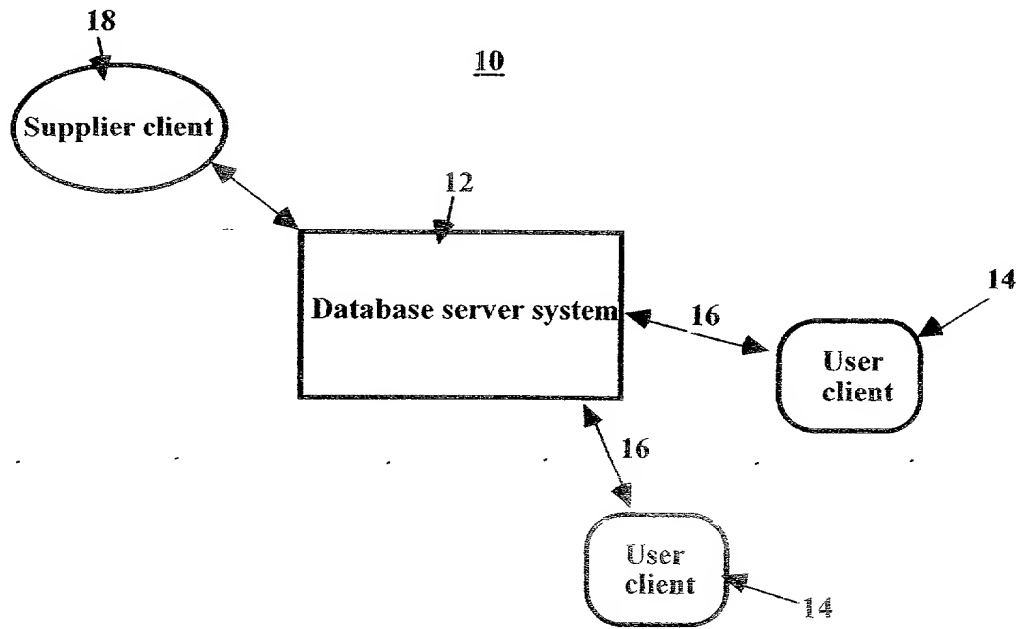 18
10
Supplier client
12
Database server system
16
14
User
client
16
User
client
14